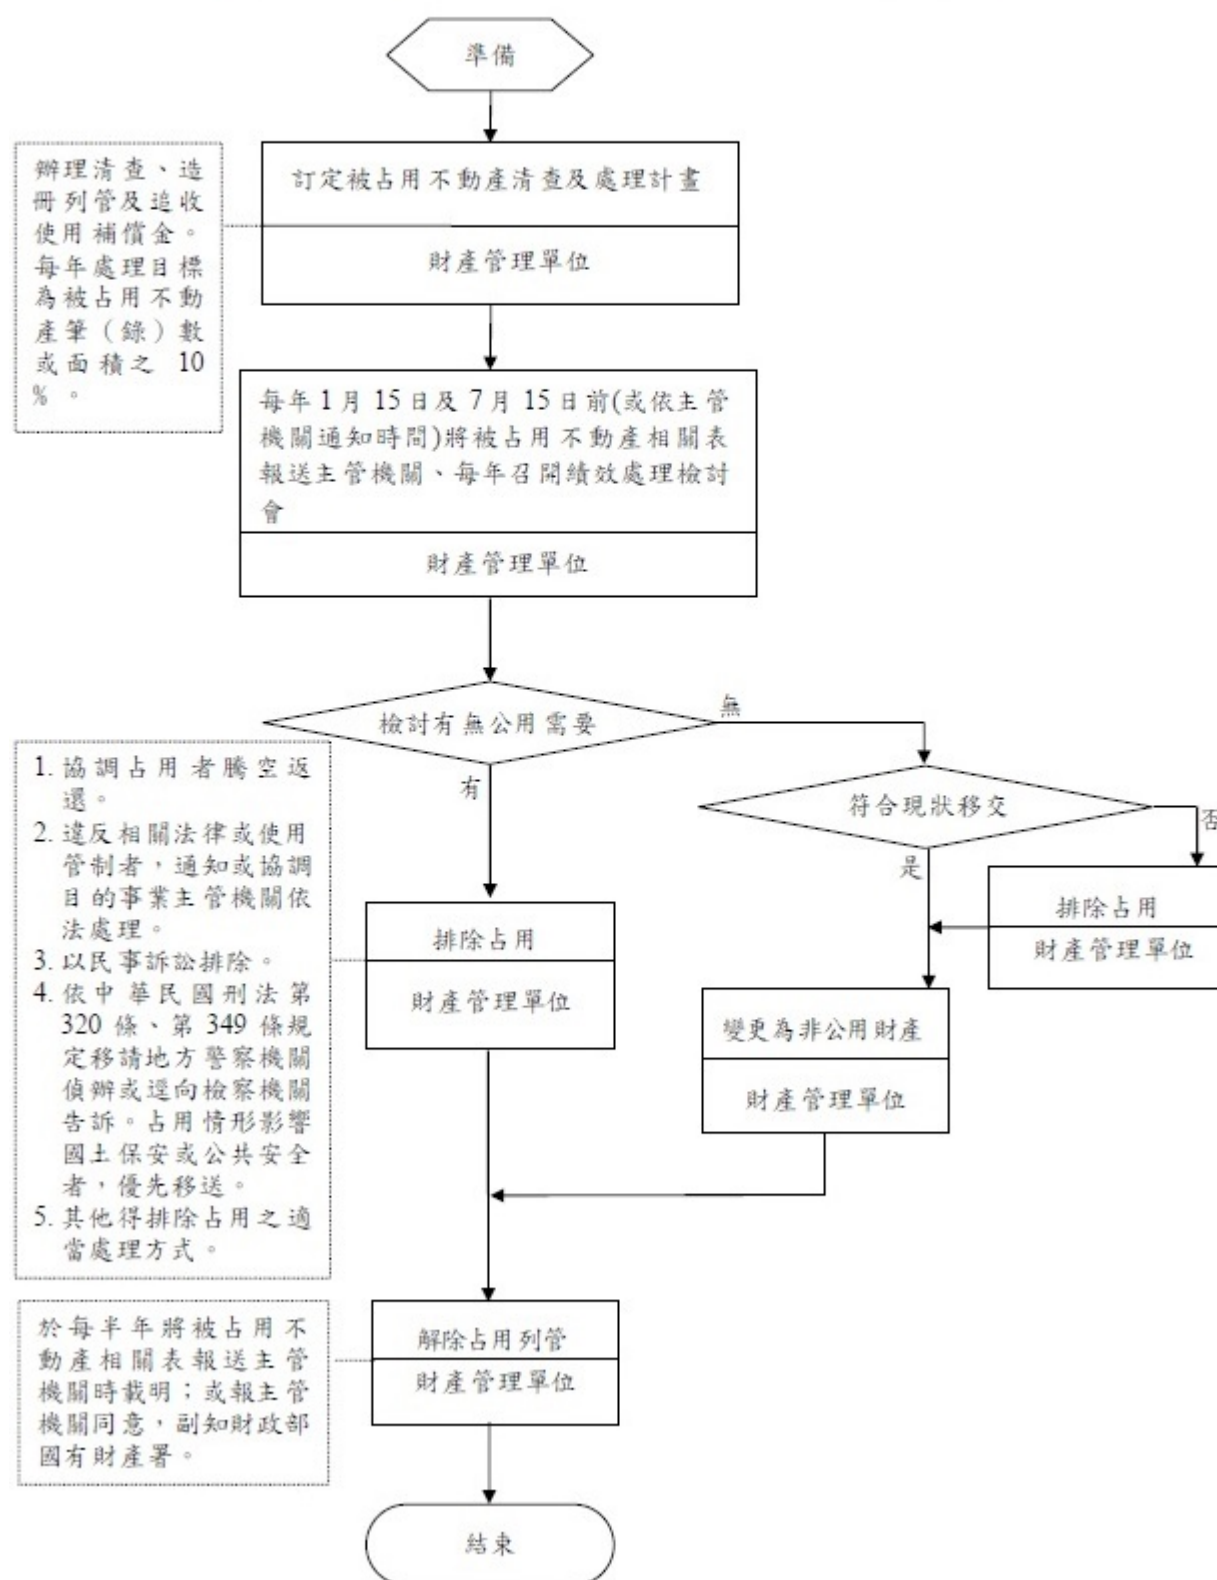 準備
辦理清查、造
冊列管及追收
使用補償金。
每年處理目標
為被占用不動
產筆（錄）數
或面積之 10
% 。
訂定被占用不動產清查及處理計畫
財產管理單位
每年 1 月 15 日及 7 月 15 日前(或依主管
機關通知時間)將被占用不動產相關表
報送主管機關、每年召開績效處理檢討
會
財產管理單位
檢討有無公用需要
無
有
符合現狀移交
否
是
排除占用
財產管理單位
1. 協調占用者騰空返
還。
2. 違反相關法律或使用
管制者，通知或協調
目的事業主管機關依
法處理。
3. 以民事訴訟排除。
4. 依中華民國刑法第
320 條、第 349 條規
定移請地方警察機關
偵辦或逕向檢察機關
告訴。占用情形影響
國土保安或公共安全
者，優先移送。
5. 其他得排除占用之適
當處理方式。
排除占用
財產管理單位
變更為非公用財產
財產管理單位
於每半年將被占用不
動產相關表報送主管
機關時載明；或報主管
機關同意，副知財政部
國有財產署。
解除占用列管
財產管理單位
結束